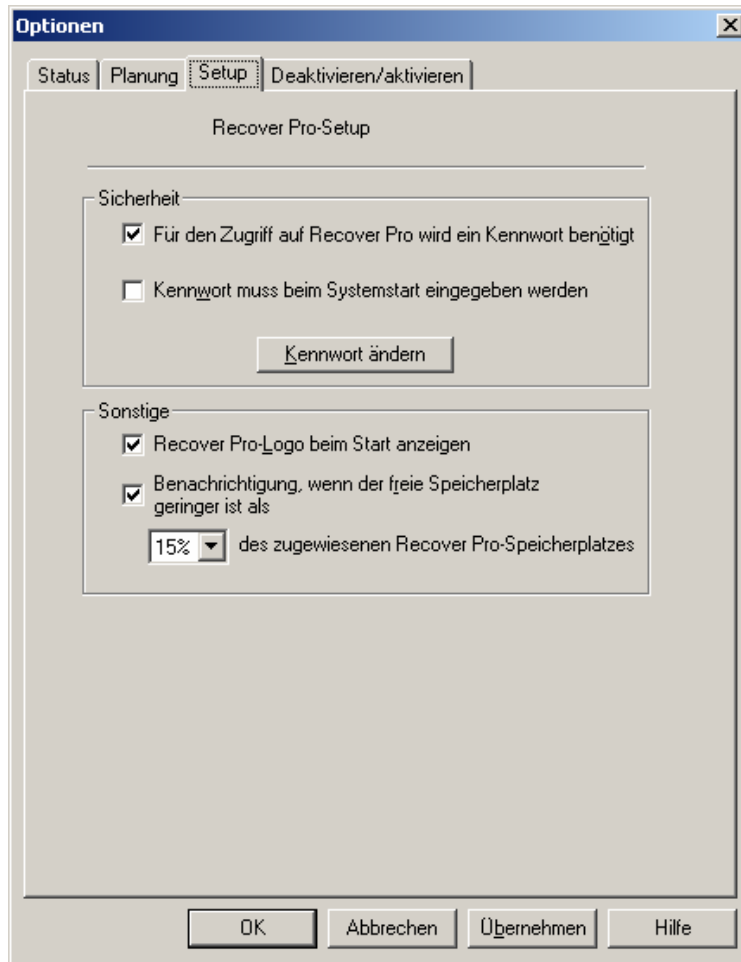 Optionen
Status
Planung
Setup
Deaktivieren/aktivieren
Recover Pro-Setup
Sicherheit
Für den Zugriff auf Recover Pro wird ein Kennwort benötigt
Kennwort muss beim Systemstart eingegeben werden
Kennwort ändern
Sonstige
Recover Pro-Logo beim Start anzeigen
Benachrichtigung, wenn der freie Speicherplatz
geringer ist als
15% des zugewiesenen Recover Pro-Speicherplatzes
OK
Abbrechen
Übernehmen
Hilfe